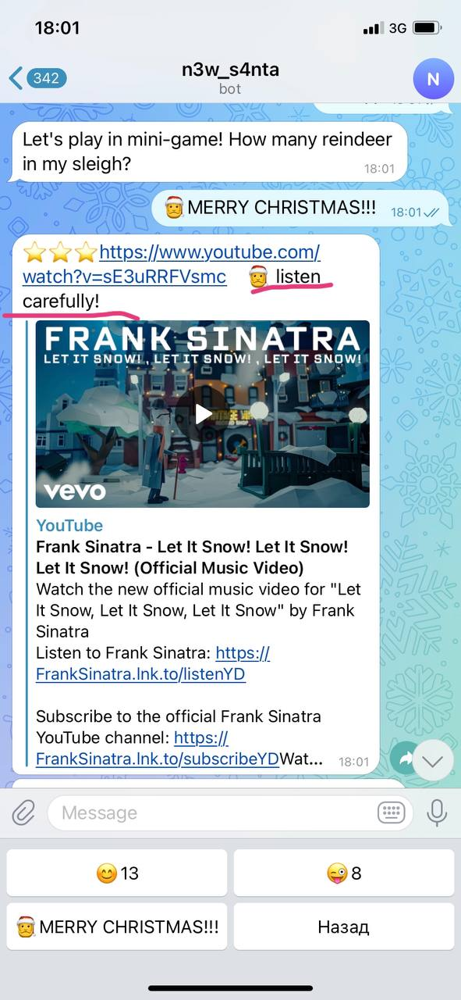 18:01
3G
342
n3w_s4nta
bot
N
Let's play in mini-game! How many reindeer
in my sleigh?
18:01
🎅MERRY CHRISTMAS!!!
18:01
⭐⭐⭐https://www.youtube.com/
watch?v=sE3uRRFVsmc 🎅 listen
carefully!
FRANK SINATRA
LET IT SNOW!, LET IT SNOW!, LET IT SNOW!
vevo
YouTube
Frank Sinatra - Let It Snow! Let It Snow!
Let It Snow! (Official Music Video)
Watch the new official music video for "Let
It Snow, Let It Snow, Let It Snow" by Frank
Sinatra
Listen to Frank Sinatra: https://
FrankSinatra.lnk.to/listenYD
Subscribe to the official Frank Sinatra
YouTube channel: https://
FrankSinatra.lnk.to/subscribeYDWat...
18:01
Message
😊13
😜8
🎅MERRY CHRISTMAS!!!
Назад